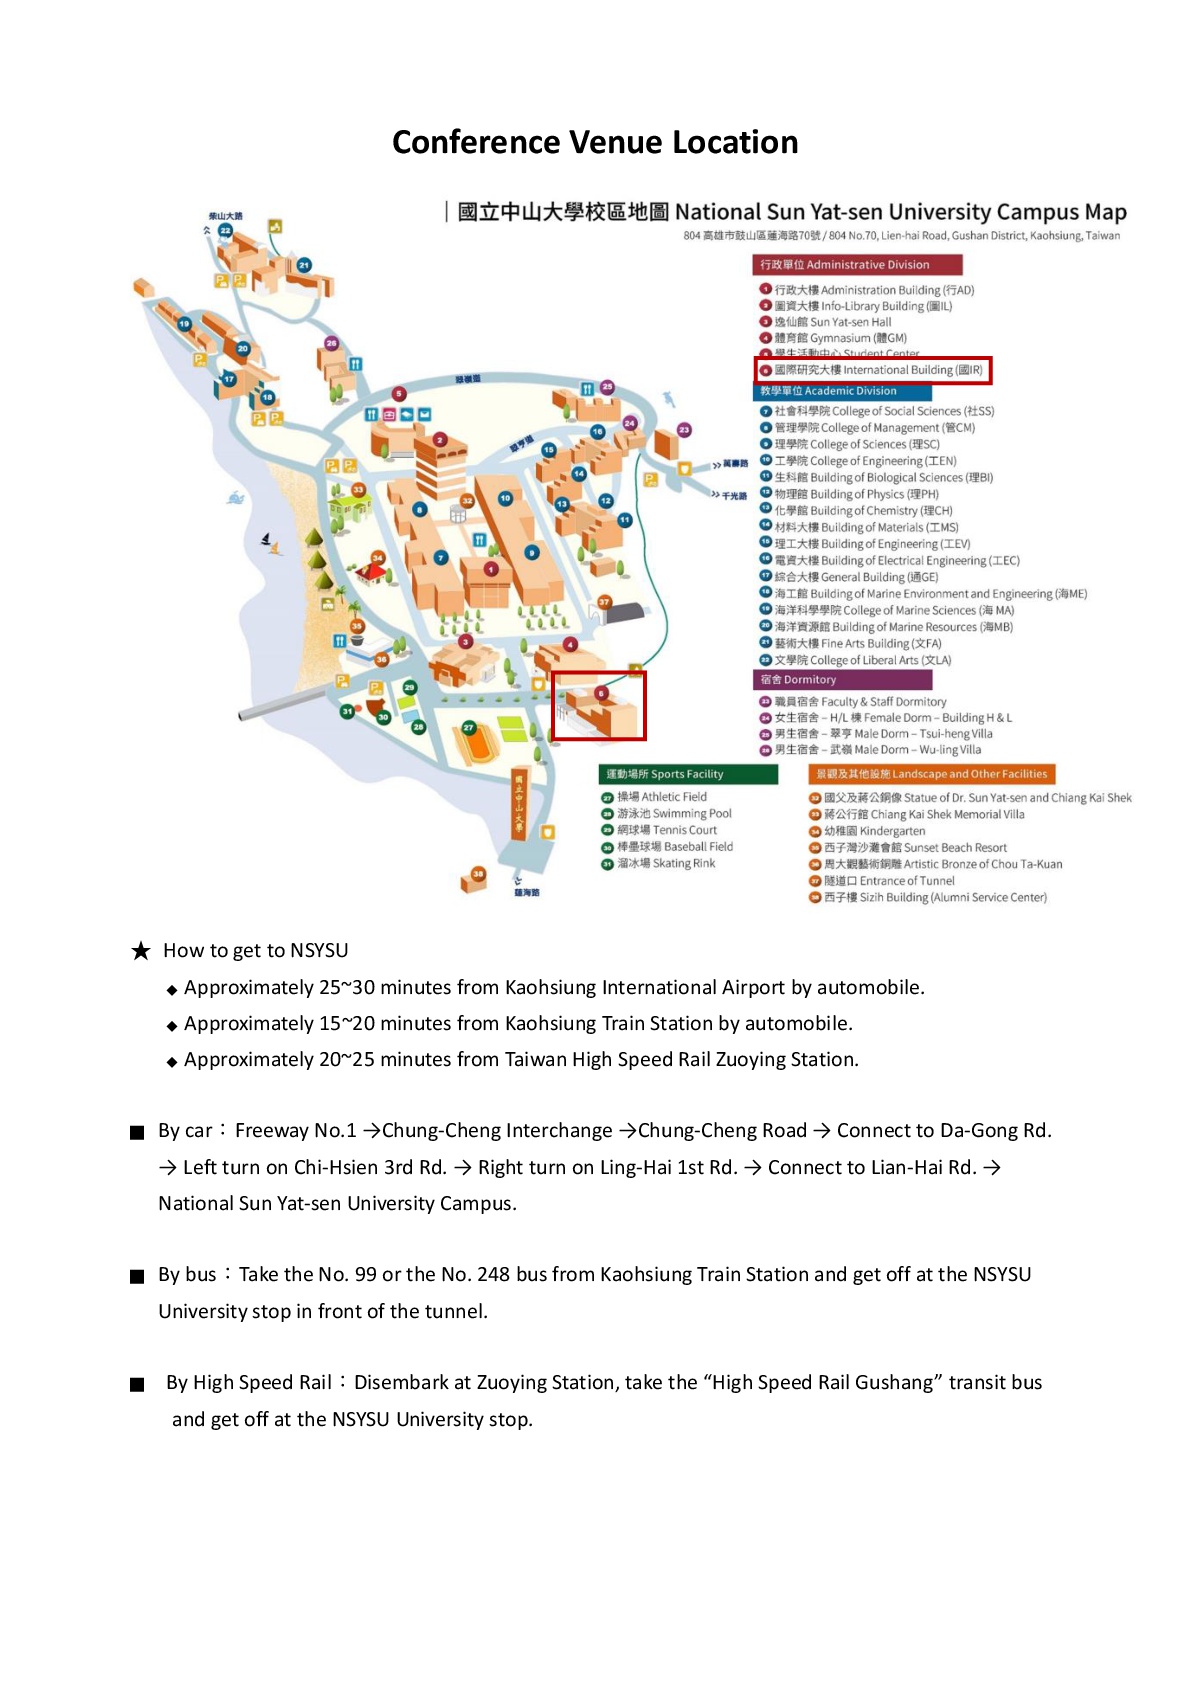 Conference Venue Location
｜國立中山大學校區地圖 National Sun Yat-sen University Campus Map
804 高雄市鼓山區蓮海路70號 / 804 No.70, Lien-hai Road, Gushan District, Kaohsiung, Taiwan
柴山大路
翠嶺道
翠亨道
萬壽路
千光路
國立中山大學
蓮海路
行政單位 Administrative Division
1 行政大樓 Administration Building (行AD)
2 圖資大樓 Info-Library Building (圖IL)
3 逸仙館 Sun Yat-sen Hall
4 體育館 Gymnasium (體GM)
5 學生活動中心 Student Center
6 國際研究大樓 International Building (國IR)
教學單位 Academic Division
7 社會科學院 College of Social Sciences (社SS)
8 管理學院 College of Management (管CM)
9 理學院 College of Sciences (理SC)
10 工學院 College of Engineering (工EN)
11 生科館 Building of Biological Sciences (理BI)
12 物理館 Building of Physics (理PH)
13 化學館 Building of Chemistry (理CH)
14 材料大樓 Building of Materials (工MS)
15 理工大樓 Building of Engineering (工EV)
16 電資大樓 Building of Electrical Engineering (工EC)
17 綜合大樓 General Building (通GE)
18 海工館 Building of Marine Environment and Engineering (海ME)
19 海洋科學學院 College of Marine Sciences (海 MA)
20 海洋資源館 Building of Marine Resources (海MB)
21 藝術大樓 Fine Arts Building (文FA)
22 文學院 College of Liberal Arts (文LA)
宿舍 Dormitory
23 職員宿舍 Faculty & Staff Dormitory
24 女生宿舍 – H/L 棟 Female Dorm – Building H & L
25 男生宿舍 – 翠亨 Male Dorm – Tsui-heng Villa
26 男生宿舍 – 武嶺 Male Dorm – Wu-ling Villa
運動場所 Sports Facility
27 操場 Athletic Field
28 游泳池 Swimming Pool
29 網球場 Tennis Court
30 棒壘球場 Baseball Field
31 溜冰場 Skating Rink
景觀及其他設施 Landscape and Other Facilities
32 國父及蔣公銅像 Statue of Dr. Sun Yat-sen and Chiang Kai Shek
33 蔣公行館 Chiang Kai Shek Memorial Villa
34 幼稚園 Kindergarten
35 西子灣沙灘會館 Sunset Beach Resort
36 周大觀藝術銅雕 Artistic Bronze of Chou Ta-Kuan
37 隧道口 Entrance of Tunnel
38 西子樓 Sizih Building (Alumni Service Center)
★ How to get to NSYSU
◆ Approximately 25~30 minutes from Kaohsiung International Airport by automobile.
◆ Approximately 15~20 minutes from Kaohsiung Train Station by automobile.
◆ Approximately 20~25 minutes from Taiwan High Speed Rail Zuoying Station.
■ By car：Freeway No.1 →Chung-Cheng Interchange →Chung-Cheng Road → Connect to Da-Gong Rd.
→ Left turn on Chi-Hsien 3rd Rd. → Right turn on Ling-Hai 1st Rd. → Connect to Lian-Hai Rd. →
National Sun Yat-sen University Campus.
■ By bus：Take the No. 99 or the No. 248 bus from Kaohsiung Train Station and get off at the NSYSU
University stop in front of the tunnel.
■ By High Speed Rail：Disembark at Zuoying Station, take the “High Speed Rail Gushang” transit bus
and get off at the NSYSU University stop.